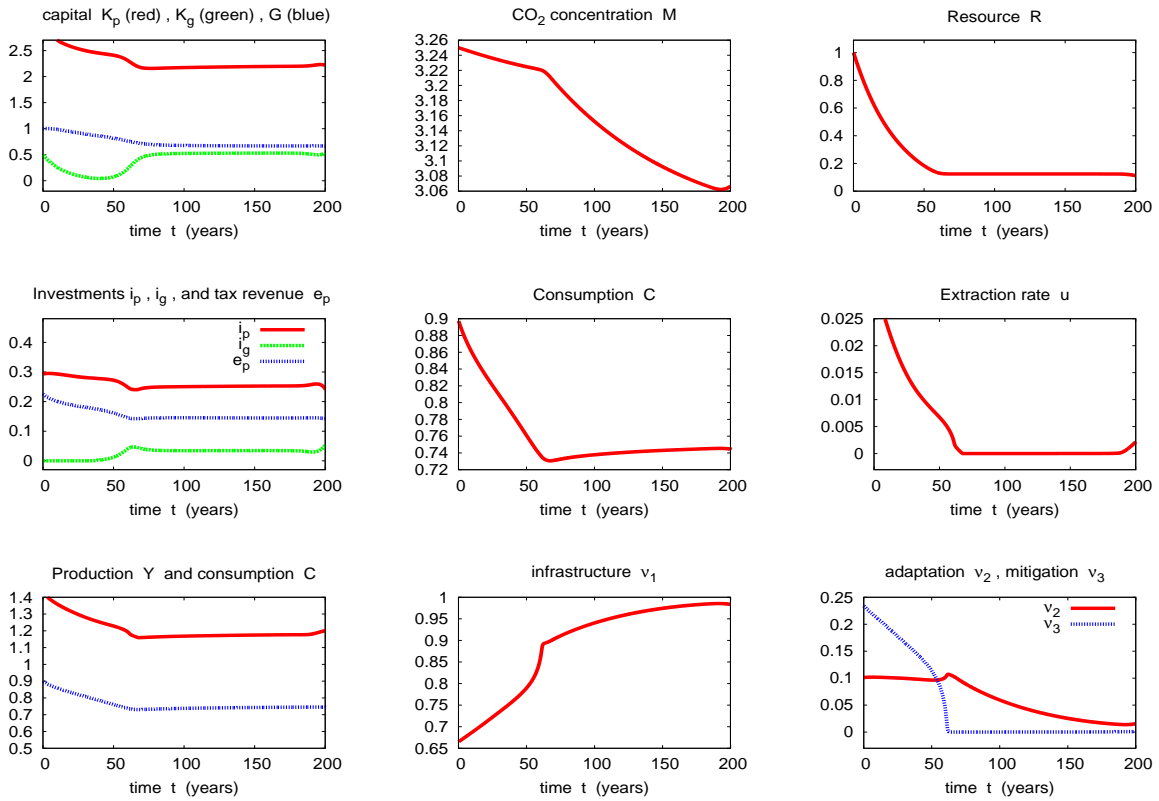 capital K_p (red) , K_g (green) , G (blue)
2.5
2
1.5
1
0.5
0
0 50 100 150 200
time t (years)
CO_2 concentration M
3.26
3.24
3.22
3.2
3.18
3.16
3.14
3.12
3.1
3.08
3.06
0 50 100 150 200
time t (years)
Resource R
1
0.8
0.6
0.4
0.2
0
0 50 100 150 200
time t (years)
Investments i_p , i_g , and tax revenue e_p
i_p
i_g
e_p
0.4
0.3
0.2
0.1
0
0 50 100 150 200
time t (years)
Consumption C
0.9
0.88
0.86
0.84
0.82
0.8
0.78
0.76
0.74
0.72
0 50 100 150 200
time t (years)
Extraction rate u
0.025
0.02
0.015
0.01
0.005
0
0 50 100 150 200
time t (years)
Production Y and consumption C
1.4
1.3
1.2
1.1
1
0.9
0.8
0.7
0.6
0.5
0 50 100 150 200
time t (years)
infrastructure ν_1
1
0.95
0.9
0.85
0.8
0.75
0.7
0.65
0 50 100 150 200
time t (years)
adaptation ν_2 , mitigation ν_3
ν_2
ν_3
0.25
0.2
0.15
0.1
0.05
0
0 50 100 150 200
time t (years)